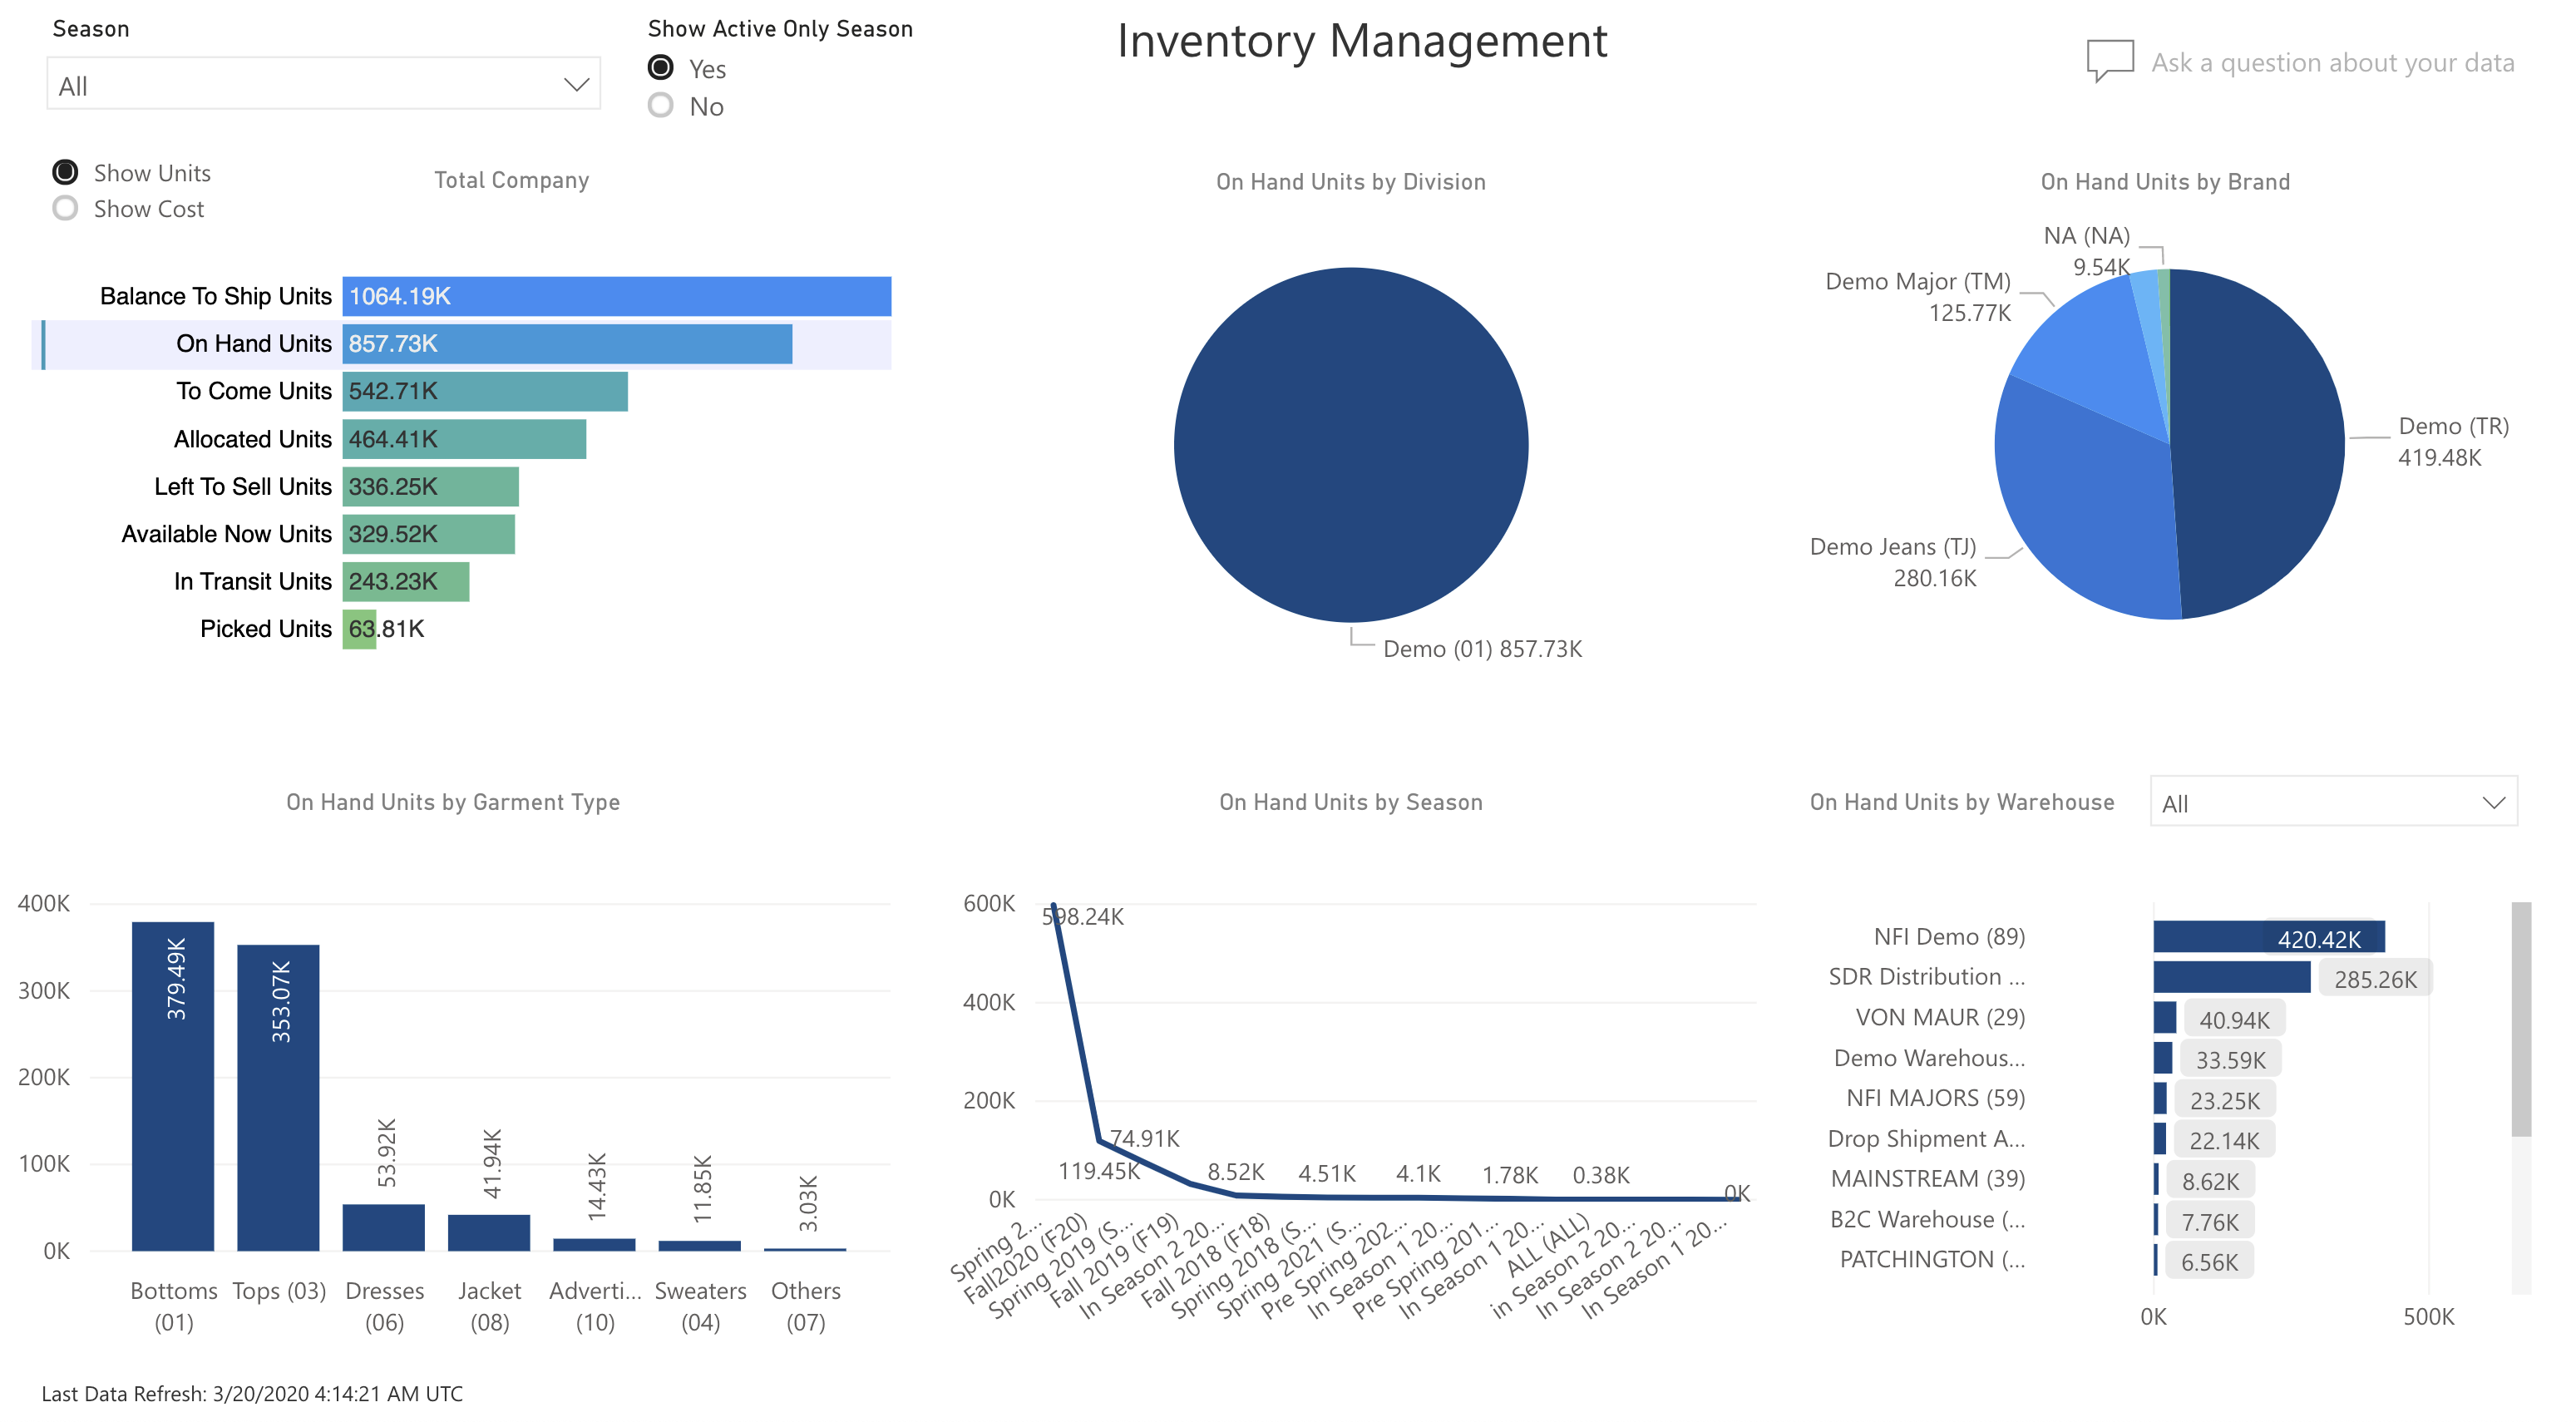 Season
All
Show Active Only Season
Yes
No
Inventory Management
Ask a question about your data
Show Units
Show Cost
Total Company
Balance To Ship Units 1064.19K
On Hand Units 857.73K
To Come Units 542.71K
Allocated Units 464.41K
Left To Sell Units 336.25K
Available Now Units 329.52K
In Transit Units 243.23K
Picked Units 63.81K
On Hand Units by Division
Demo (01) 857.73K
On Hand Units by Brand
NA (NA)
9.54K
Demo Major (TM)
125.77K
Demo (TR)
419.48K
Demo Jeans (TJ)
280.16K
On Hand Units by Garment Type
400K
300K
200K
100K
0K
379.49K
353.07K
53.92K
41.94K
14.43K
11.85K
3.03K
Bottoms
(01)
Tops (03)
Dresses
(06)
Jacket
(08)
Adverti...
(10)
Sweaters
(04)
Others
(07)
On Hand Units by Season
600K
400K
200K
0K
598.24K
119.45K
74.91K
8.52K
4.51K
4.1K
1.78K
0.38K
0K
Spring 2...
Fall2020 (F20)
Spring 2019 (S...
Fall 2019 (F19)
In Season 2 20...
Fall 2018 (F18)
Spring 2018 (S...
Spring 2021 (S...
Pre Spring 202...
In Season 1 20...
Pre Spring 201...
In Season 1 20...
ALL (ALL)
in Season 2 20...
In Season 2 20...
In Season 1 20...
On Hand Units by Warehouse
All
NFI Demo (89) 420.42K
SDR Distribution ... 285.26K
VON MAUR (29) 40.94K
Demo Warehous... 33.59K
NFI MAJORS (59) 23.25K
Drop Shipment A... 22.14K
MAINSTREAM (39) 8.62K
B2C Warehouse (... 7.76K
PATCHINGTON (... 6.56K
0K
500K
Last Data Refresh: 3/20/2020 4:14:21 AM UTC